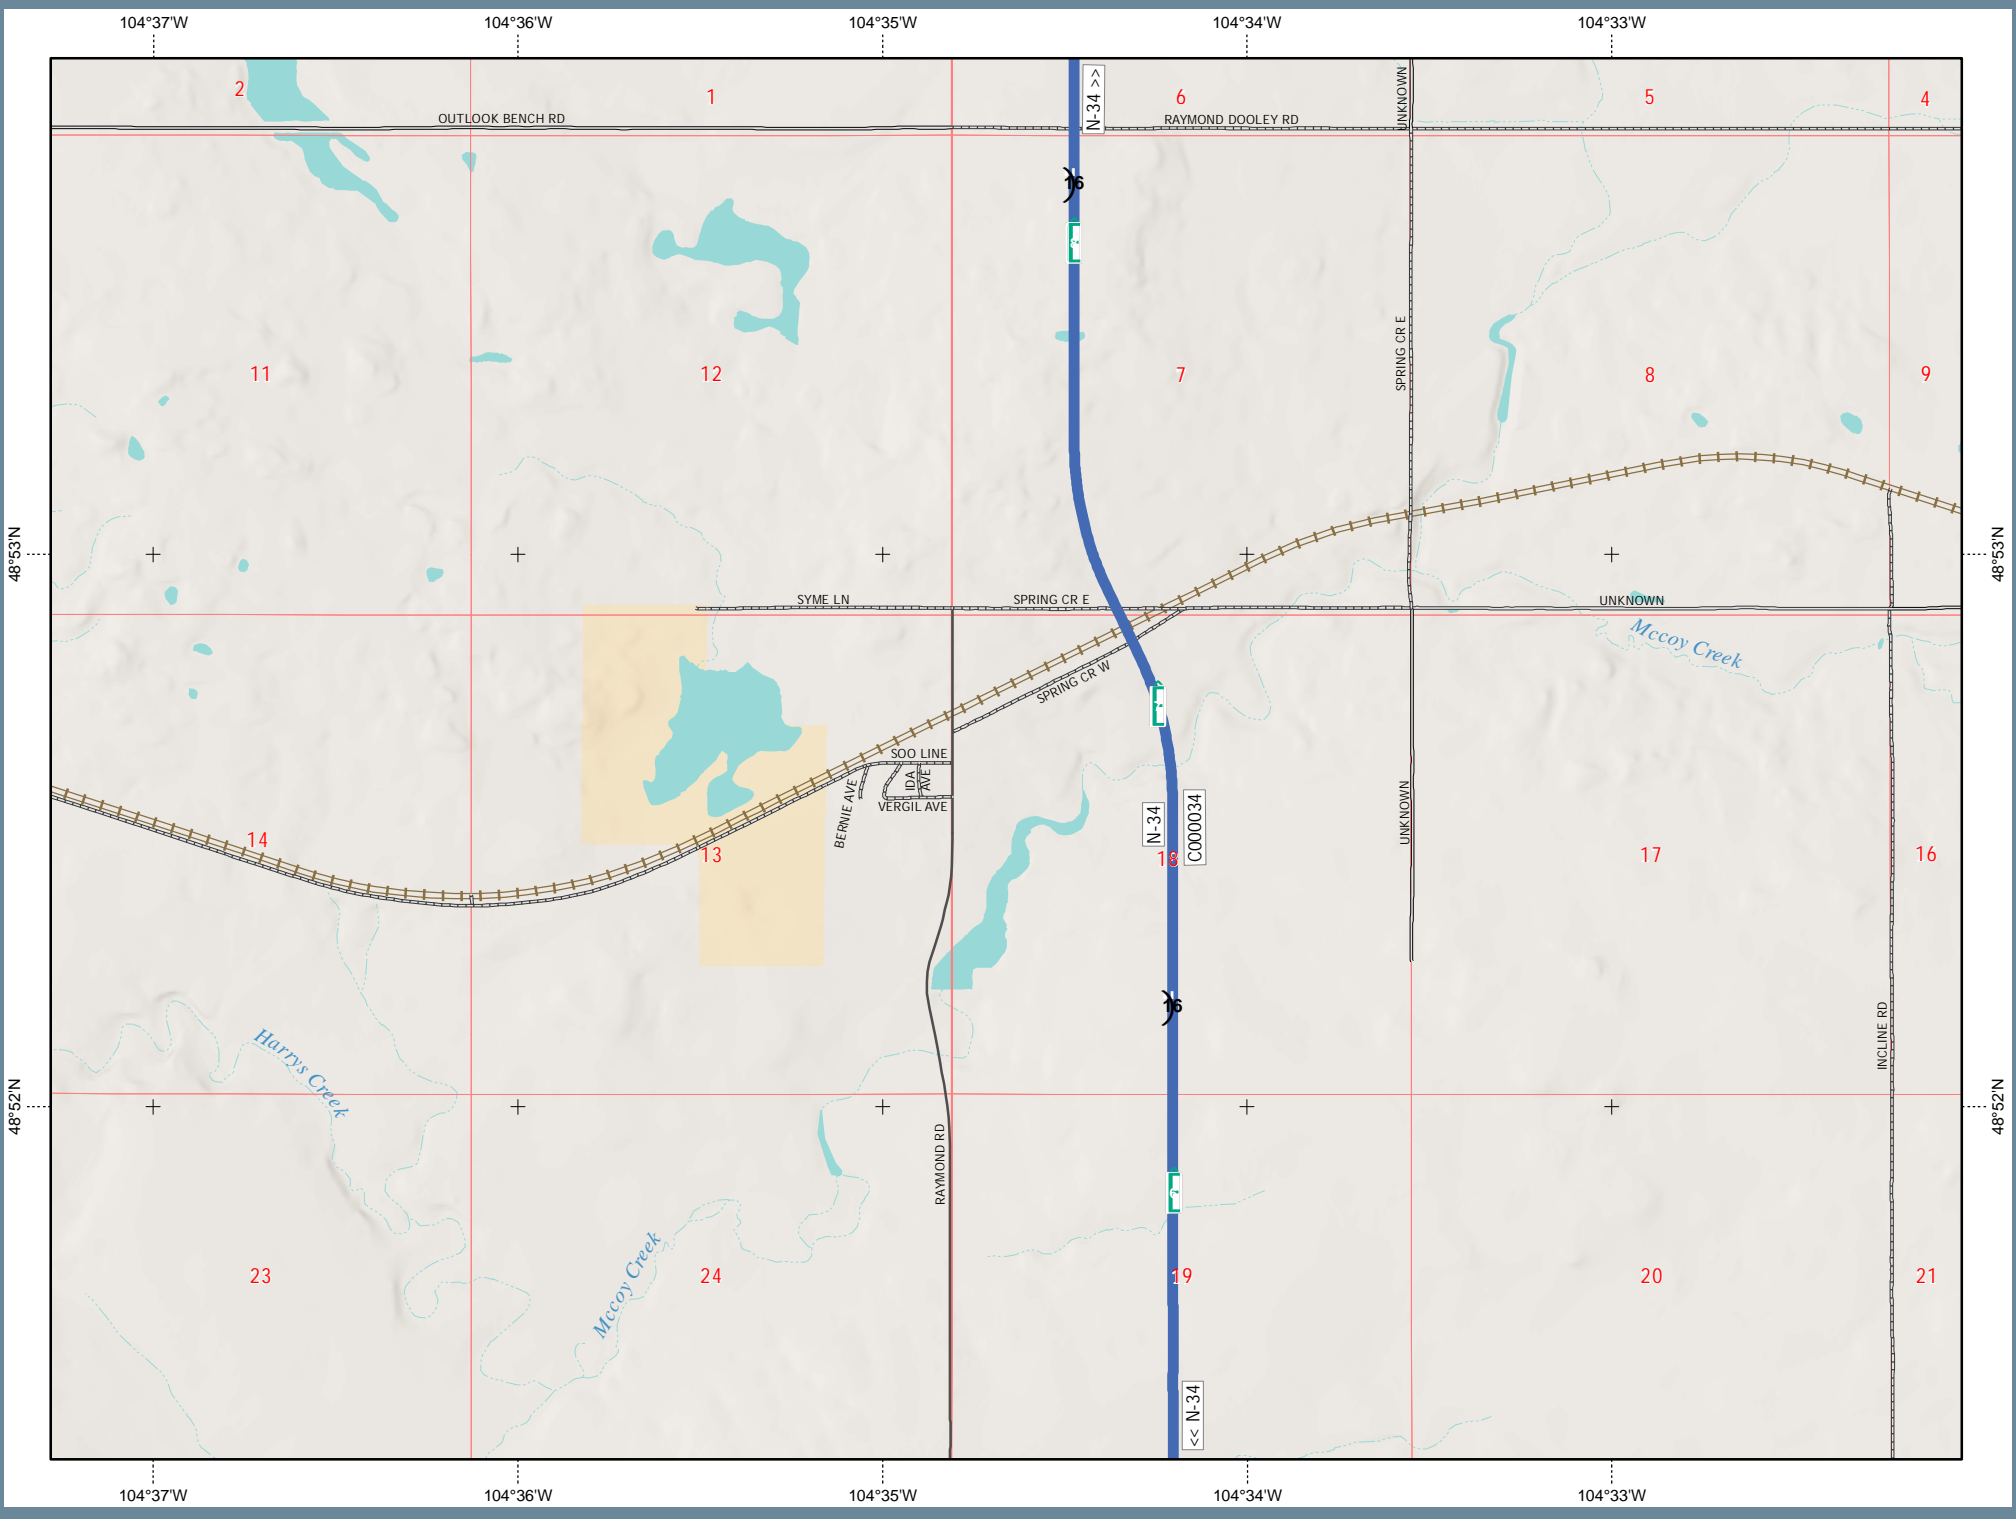 104°37'W
104°36'W
104°35'W
104°34'W
104°33'W
2
1
6
5
4
N-34 >>
UNKNOWN
OUTLOOK BENCH RD
RAYMOND DOOLEY RD
16
11
12
7
8
9
SPRING CR E
48°53'N
48°53'N
SYME LN
SPRING CR E
UNKNOWN
Mccoy Creek
SPRING CR W
SOO LINE
IDA
AVE
BERNIE AVE
VERGIL AVE
UNKNOWN
N-34
C000034
14
13
18
17
16
16
INCLINE RD
Harrys Creek
48°52'N
48°52'N
RAYMOND RD
Mccoy Creek
23
24
19
20
21
<< N-34
104°37'W
104°36'W
104°35'W
104°34'W
104°33'W